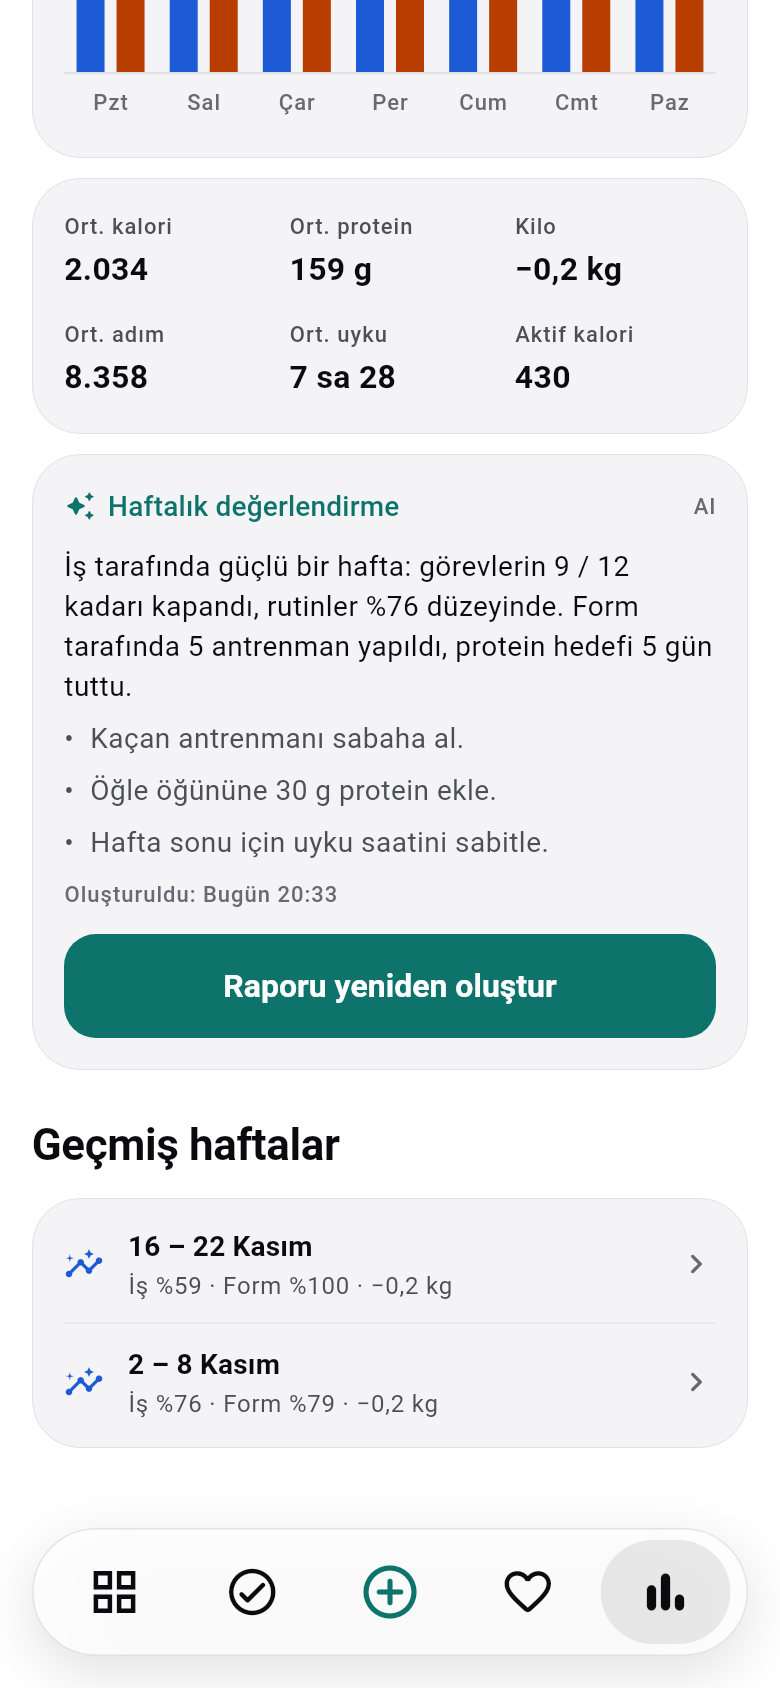 Pzt Sal Çar Per Cum Cmt Paz
Ort. kalori Ort. protein Kilo
2.034 159 g −0,2 kg
Ort. adım Ort. uyku Aktif kalori
8.358 7 sa 28 430
Haftalık değerlendirme AI
İş tarafında güçlü bir hafta: görevlerin 9 / 12
kadarı kapandı, rutinler %76 düzeyinde. Form
tarafında 5 antrenman yapıldı, protein hedefi 5 gün
tuttu.
• Kaçan antrenmanı sabaha al.
• Öğle öğününe 30 g protein ekle.
• Hafta sonu için uyku saatini sabitle.
Oluşturuldu: Bugün 20:33
Raporu yeniden oluştur
Geçmiş haftalar
16 – 22 Kasım
İş %59 · Form %100 · −0,2 kg
2 – 8 Kasım
İş %76 · Form %79 · −0,2 kg